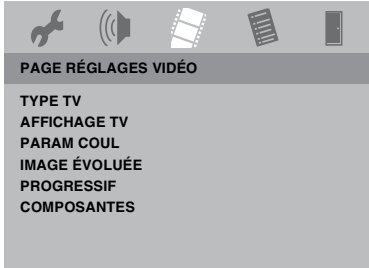 PAGE RÉGLAGES VIDÉO
TYPE TV
AFFICHAGE TV
PARAM COUL
IMAGE ÉVOLUÉE
PROGRESSIF
COMPOSANTES